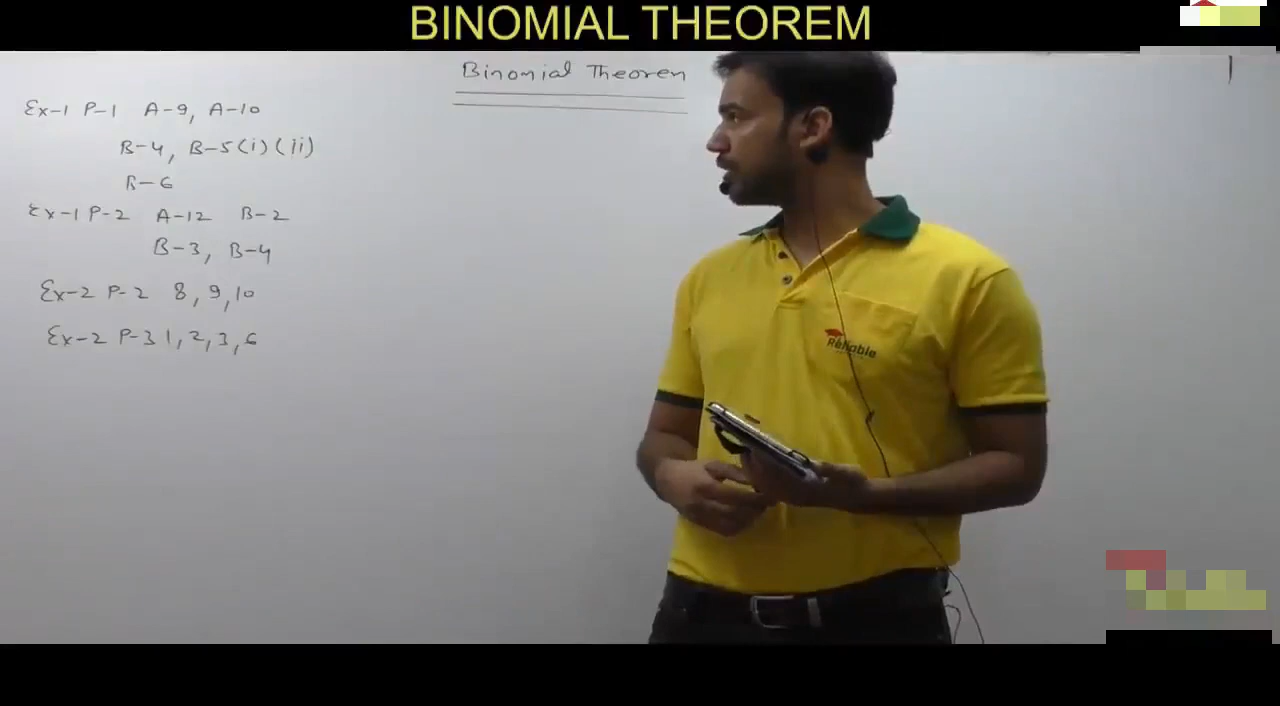 BINOMIAL THEOREM
Binomial Theorem
Ex-1 P-1 A-9, A-10
B-4, B-5(i)(ii)
B-6
Ex-1 P-2 A-12 B-2
B-3, B-4
Ex-2 P-2 8, 9, 10
Ex-2 P-3 1, 2, 3, 6
Reliable